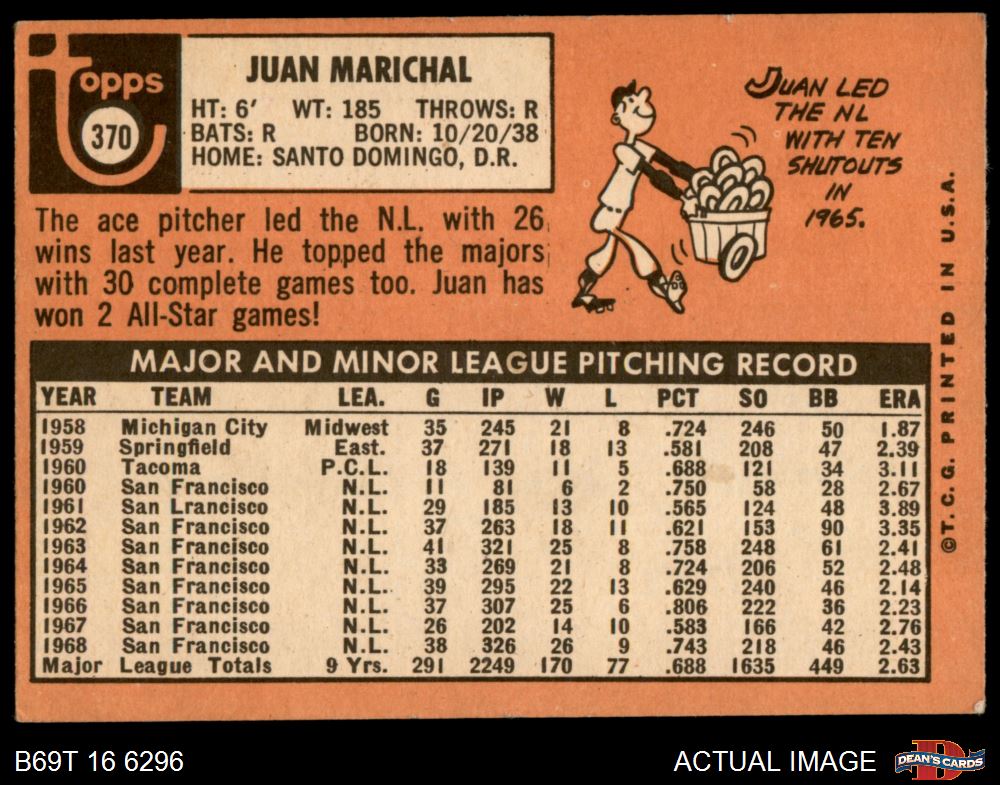 Topps
370
JUAN MARICHAL
HT: 6' WT: 185 THROWS: R
BATS: R BORN: 10/20/38
HOME: SANTO DOMINGO, D.R.
JUAN LED
THE NL
WITH TEN
SHUTOUTS
IN
1965.
The ace pitcher led the N.L. with 26
wins last year. He topped the majors
with 30 complete games too. Juan has
won 2 All-Star games!
MAJOR AND MINOR LEAGUE PITCHING RECORD
YEAR TEAM LEA. G IP W L PCT SO BB ERA
1958 Michigan City Midwest 35 245 21 8 .724 246 50 1.87
1959 Springfield East. 37 271 18 13 .581 208 47 2.39
1960 Tacoma P.C.L. 18 139 11 5 .688 121 34 3.11
1960 San Francisco N.L. 11 81 6 2 .750 58 28 2.67
1961 San Lrancisco N.L. 29 185 13 10 .565 124 48 3.89
1962 San Francisco N.L. 37 263 18 11 .621 153 90 3.35
1963 San Francisco N.L. 41 321 25 8 .758 248 61 2.41
1964 San Francisco N.L. 33 269 21 8 .724 206 52 2.48
1965 San Francisco N.L. 39 295 22 13 .629 240 46 2.14
1966 San Francisco N.L. 37 307 25 6 .806 222 36 2.23
1967 San Francisco N.L. 26 202 14 10 .583 166 42 2.76
1968 San Francisco N.L. 38 326 26 9 .743 218 46 2.43
Major League Totals 9 Yrs. 291 2249 170 77 .688 1635 449 2.63
©T.C.G. PRINTED IN U.S.A.
B69T 16 6296
ACTUAL IMAGE
DEAN'S CARDS